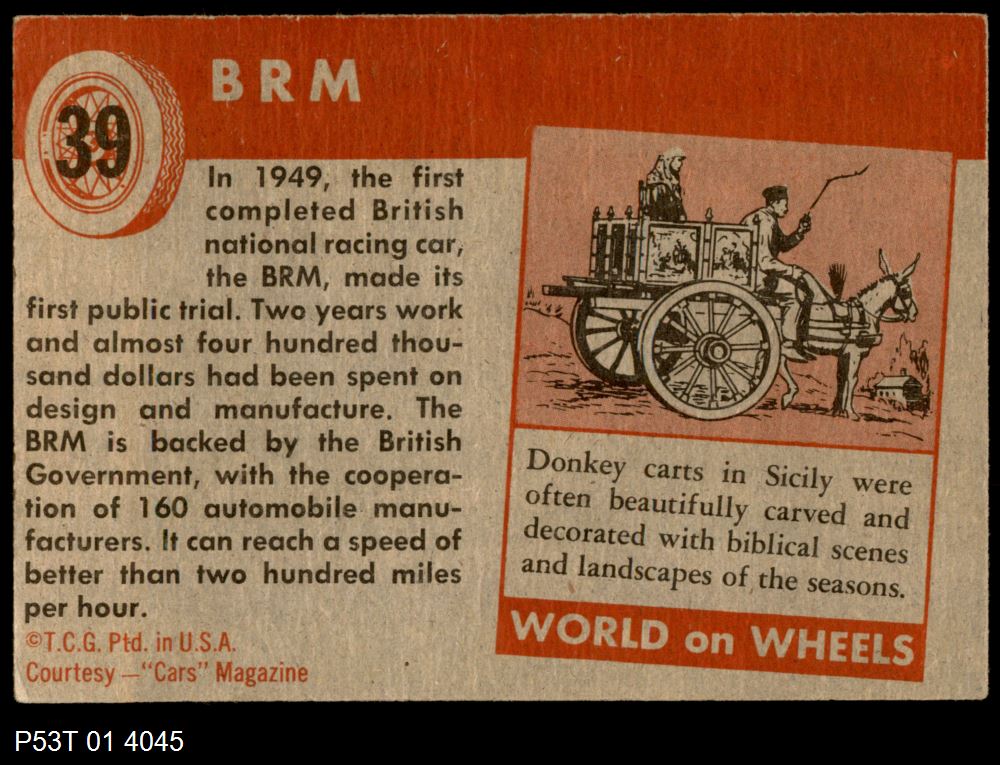 39
BRM
In 1949, the first
completed British
national racing car,
the BRM, made its
first public trial. Two years work
and almost four hundred thou-
sand dollars had been spent on
design and manufacture. The
BRM is backed by the British
Government, with the coopera-
tion of 160 automobile manu-
facturers. It can reach a speed of
better than two hundred miles
per hour.
©T.C.G. Ptd. in U.S.A.
Courtesy—"Cars" Magazine
Donkey carts in Sicily were
often beautifully carved and
decorated with biblical scenes
and landscapes of the seasons.
WORLD on WHEELS
P53T 01 4045